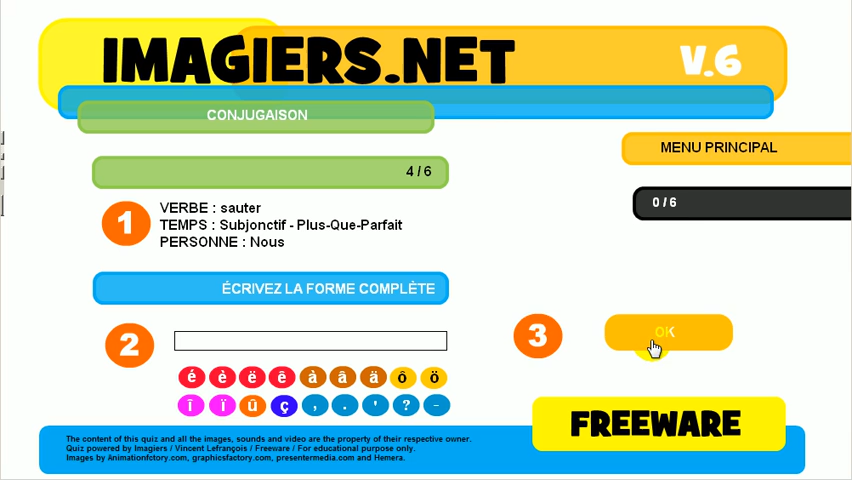 IMAGIERS.NET
V.6
CONJUGAISON
MENU PRINCIPAL
4 / 6
0 / 6
1
VERBE : sauter
TEMPS : Subjonctif - Plus-Que-Parfait
PERSONNE : Nous
ÉCRIVEZ LA FORME COMPLÈTE
2
3
OK
é è ë ê à â ä ô ö
î ï û ç , . ' ? -
FREEWARE
The content of this quiz and all the images, sounds and video are the property of their respective owner.
Quiz powered by Imagiers / Vincent Lefrançois / Freeware / For educational purpose only.
Images by Animationfctory.com, graphicsfactory.com, presentermedia.com and Hemera.